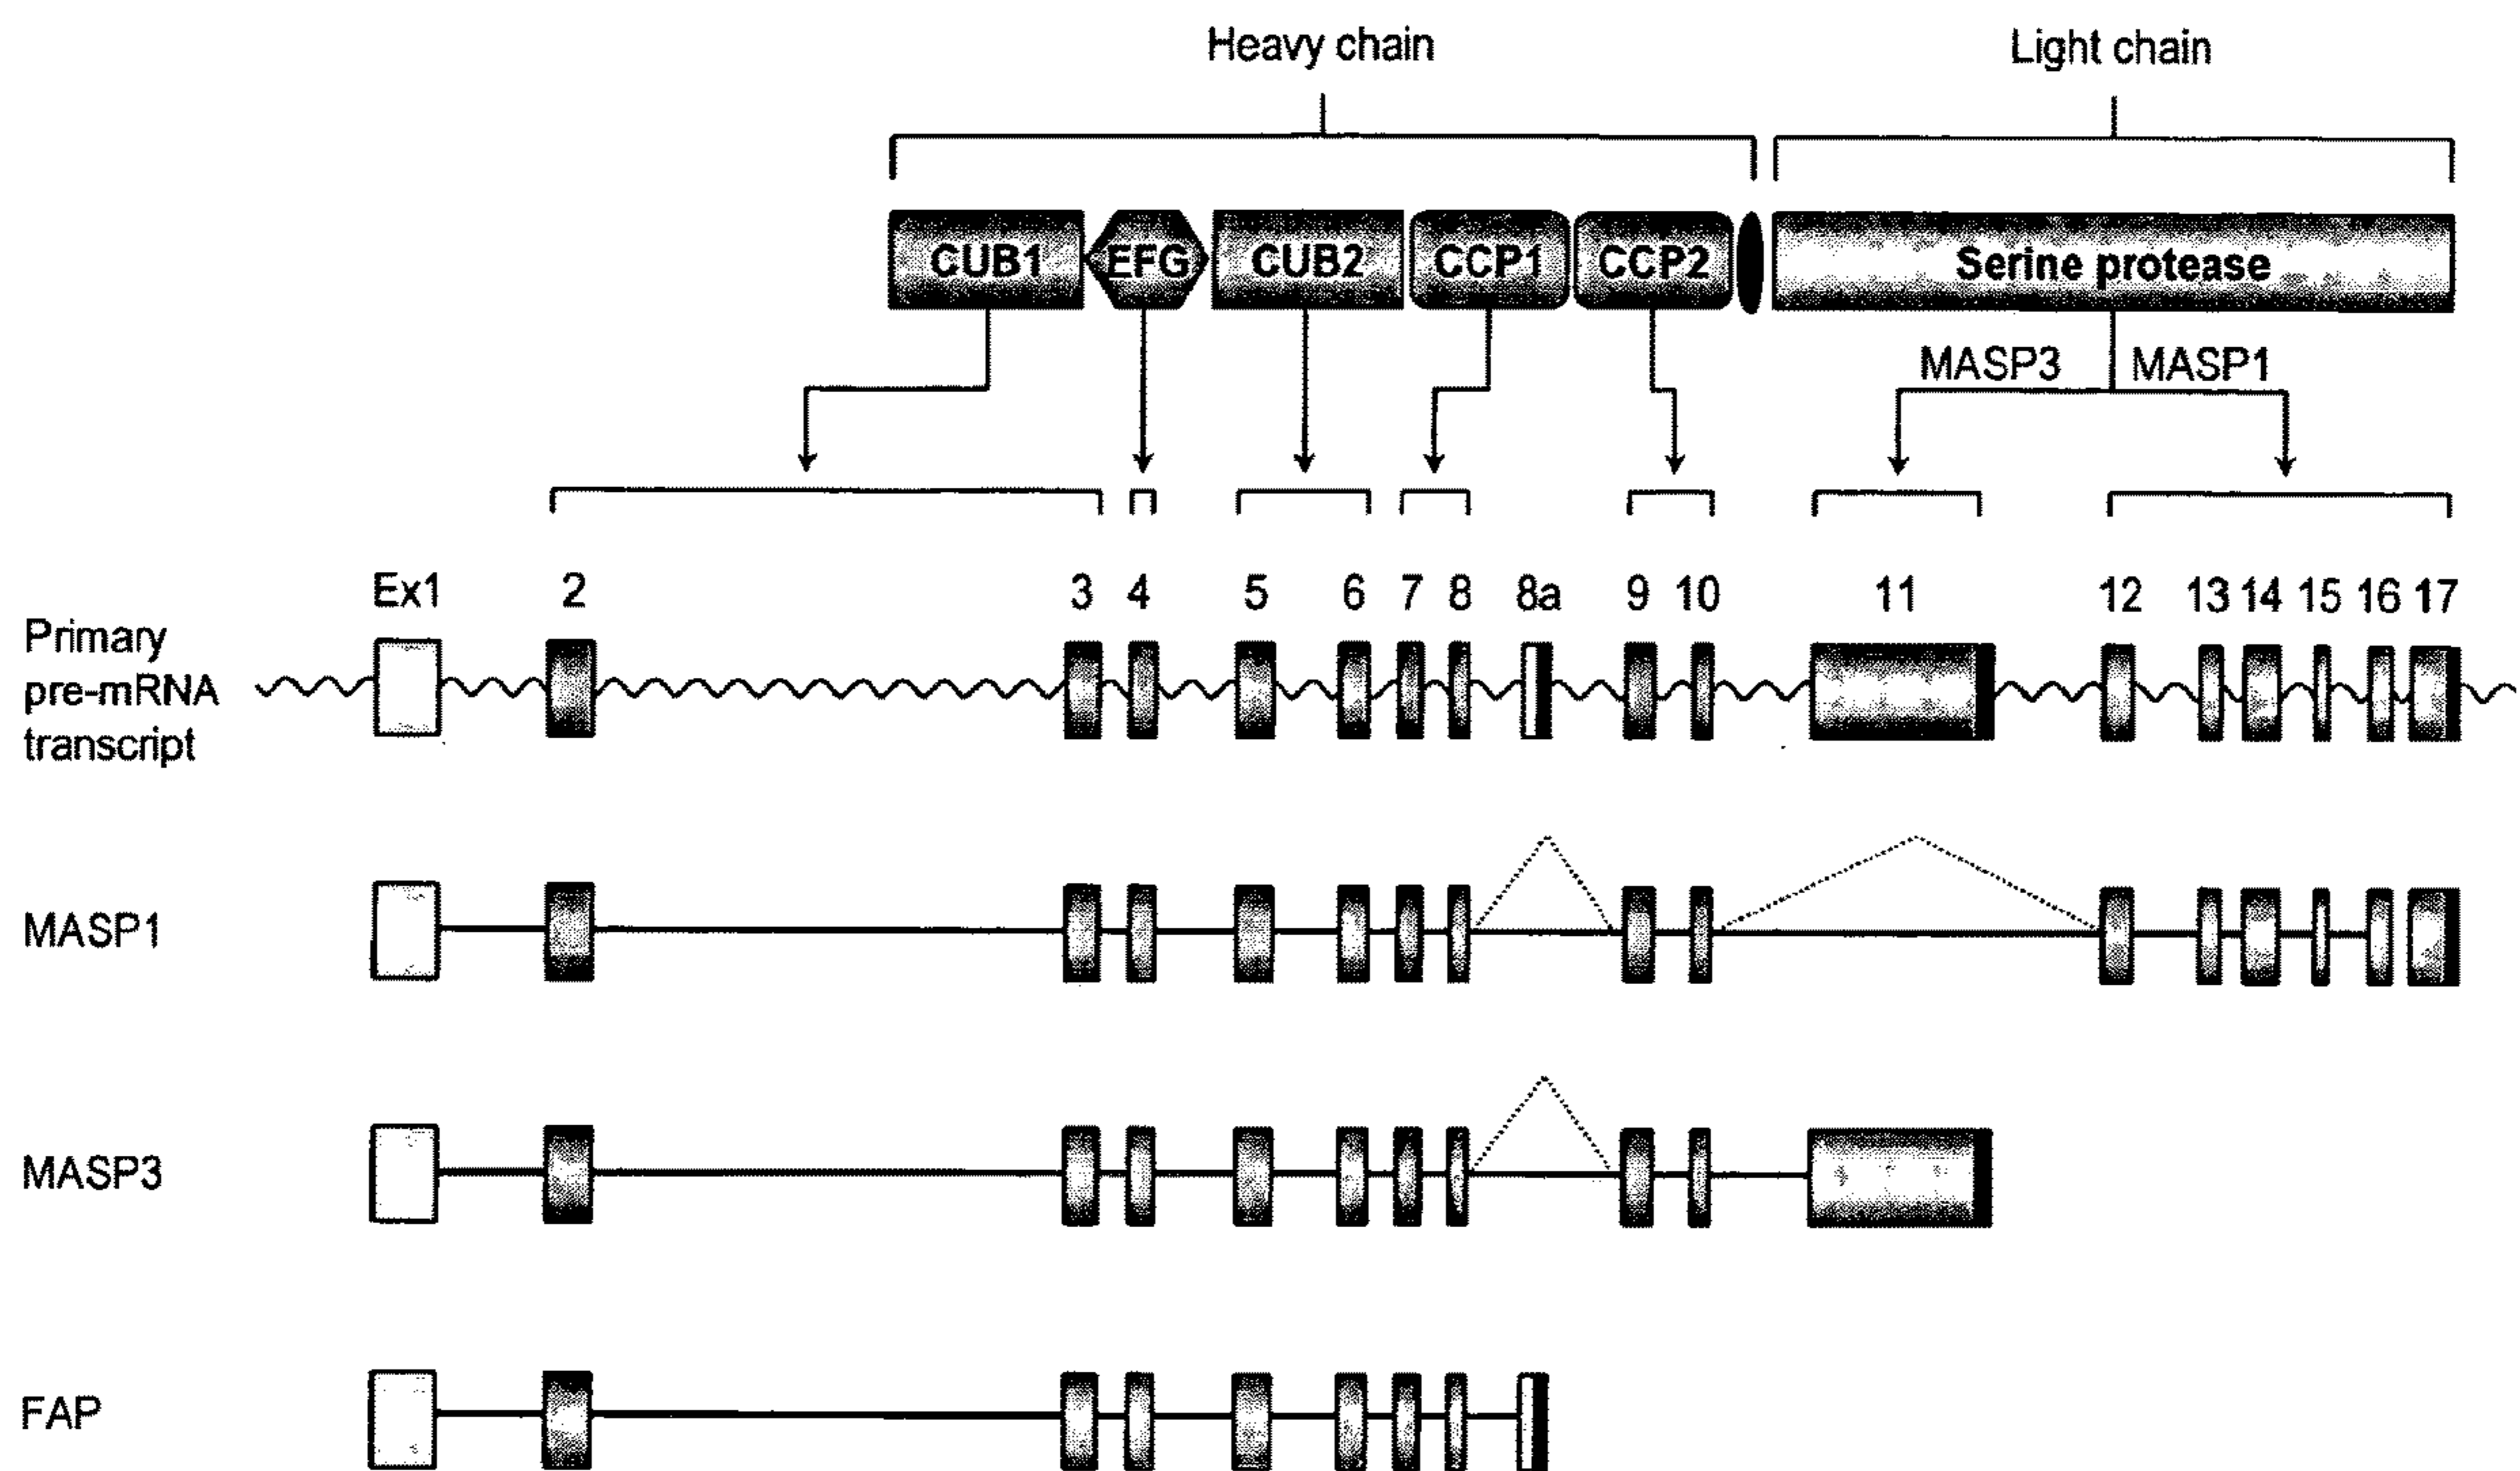 Heavy chain
Light chain
CUB1 EFG CUB2 CCP1 CCP2 Serine protease
MASP3 MASP1
Ex1 2 3 4 5 6 7 8 8a 9 10 11 12 13 14 15 16 17
Primary
pre-mRNA
transcript
MASP1
MASP3
FAP